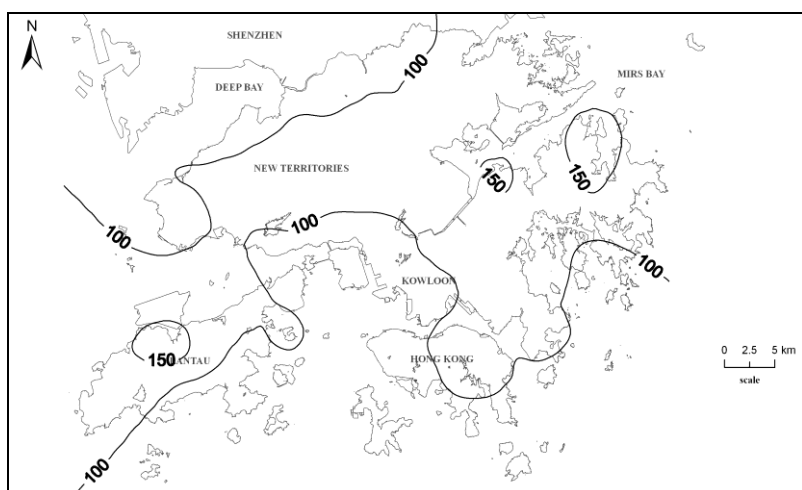 N
SHENZHEN
100
DEEP BAY
MIRS BAY
NEW TERRITORIES
150
150
100
100
100
KOWLOON
150
LANTAU
HONG KONG
0 2.5 5 km
scale
100